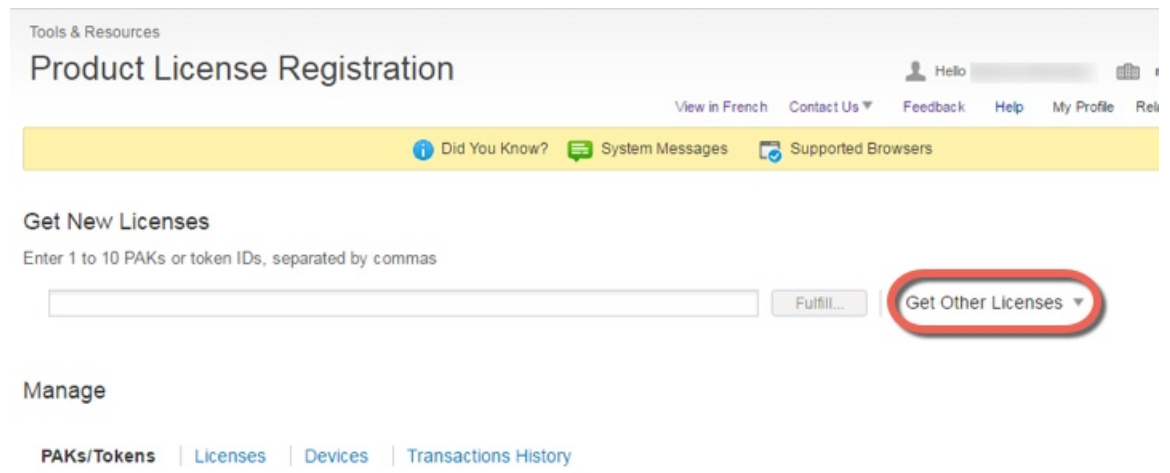 Tools & Resources
Product License Registration
Hello
View in French Contact Us Feedback Help My Profile
Did You Know? System Messages Supported Browsers
Get New Licenses
Enter 1 to 10 PAKs or token IDs, separated by commas
Fulfill... Get Other Licenses
Manage
PAKs/Tokens Licenses Devices Transactions History